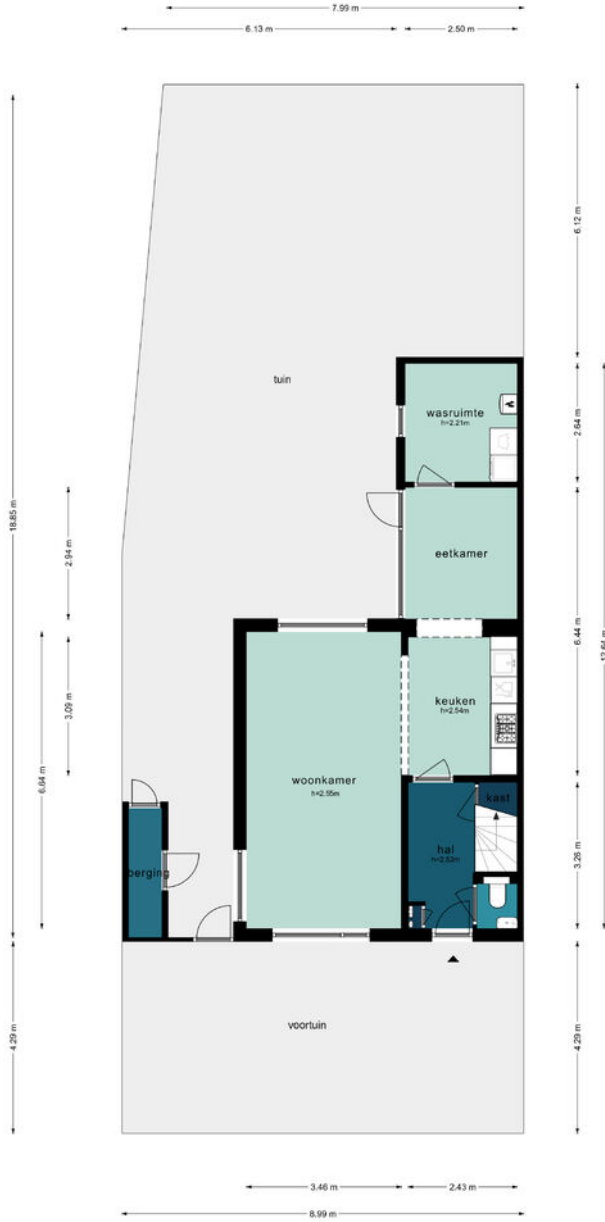 7.99 m
6.13 m
2.50 m
tuin
wasruimte
h=2.21m
eetkamer
keuken
h=2.54m
woonkamer
h=2.55m
kast
hal
h=2.52m
berging
voortuin
18.85 m
4.29 m
6.64 m
2.94 m
3.09 m
6.12 m
2.64 m
6.44 m
3.26 m
4.29 m
12.64 m
3.46 m
2.43 m
8.99 m